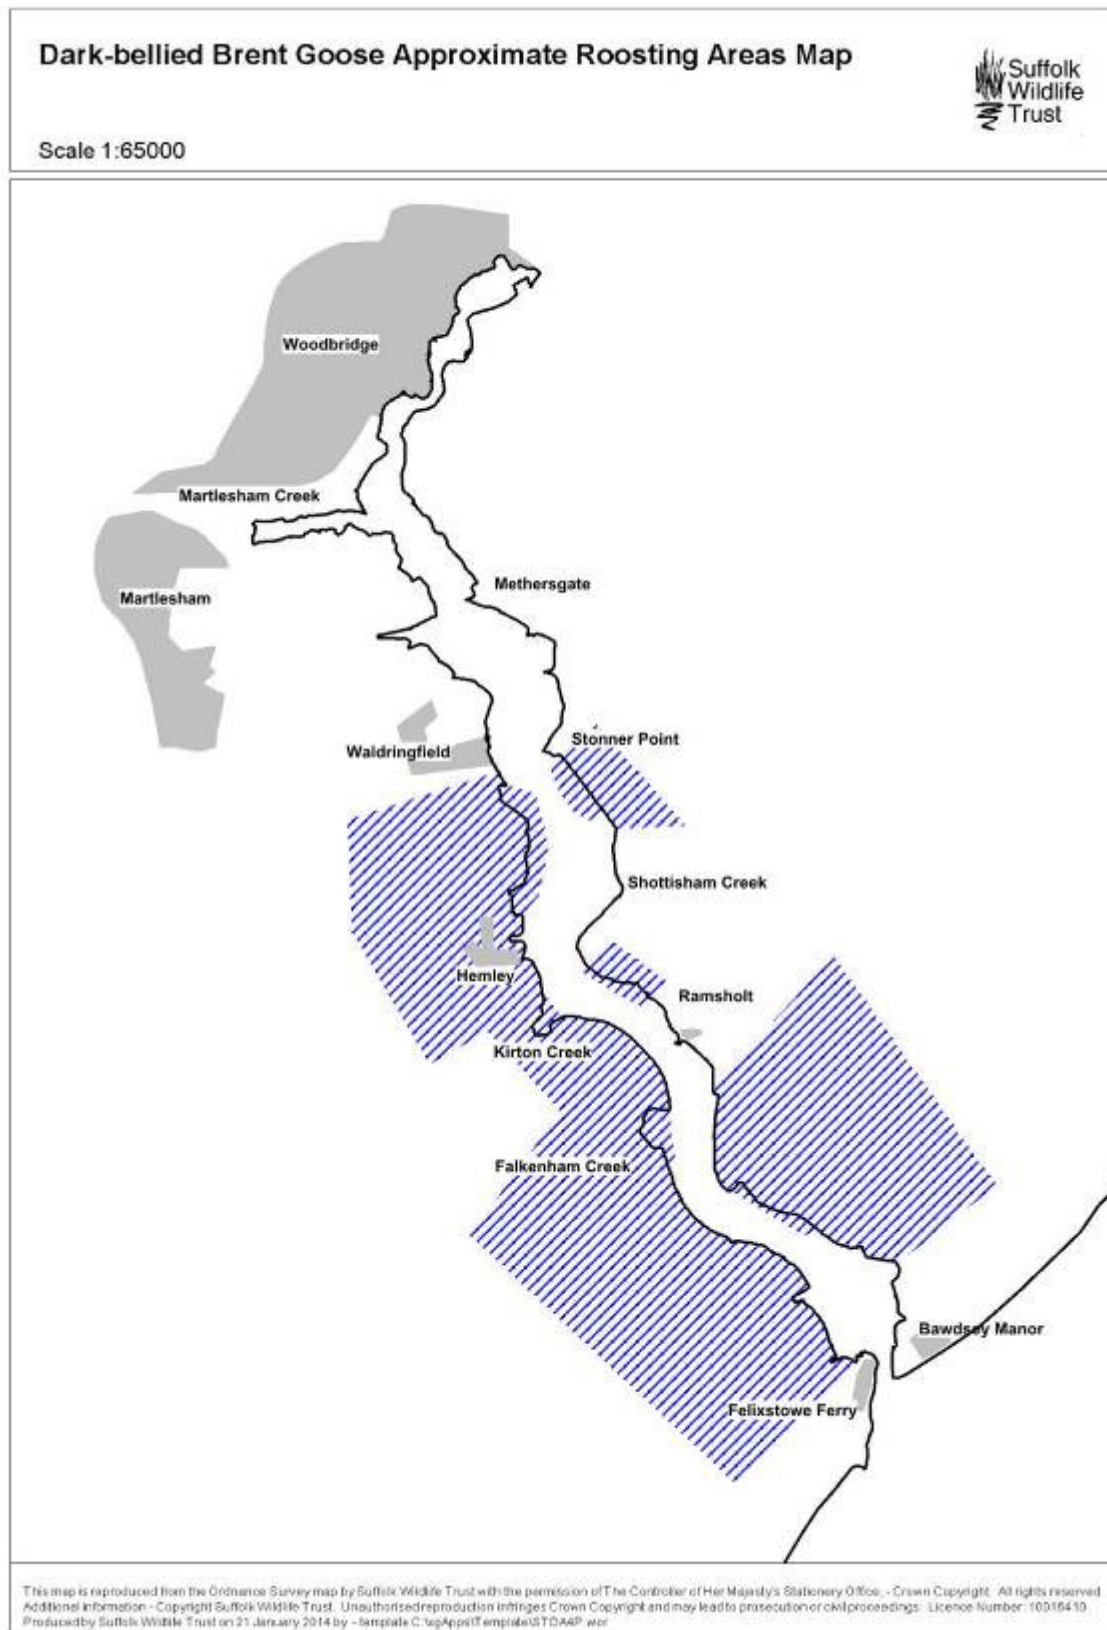 Dark-bellied Brent Goose Approximate Roosting Areas Map
Suffolk
Wildlife
Trust
Scale 1:65000
Woodbridge
Martlesham Creek
Methersgate
Martlesham
Stonner Point
Waldringfield
Shottisham Creek
Hemley
Ramsholt
Kirton Creek
Falkenham Creek
Bawdsey Manor
Felixstowe Ferry
This map is reproduced from the Ordnance Survey map by Suffolk Wildlife Trust with the permission of The Controller of Her Majesty's Stationery Office, - Crown Copyright. All rights reserved.
Additional Information - Copyright Suffolk Wildlife Trust. Unauthorised reproduction infringes Crown Copyright and may lead to prosecution or civil proceedings: Licence Number: 10016410
Produced by Suffolk Wildlife Trust on 21 January 2014 by - template